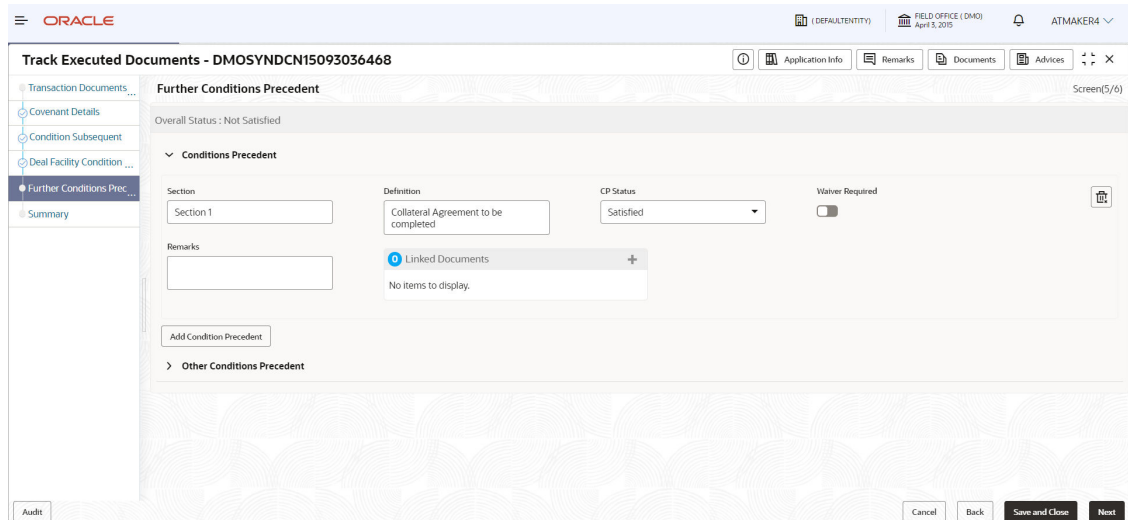 ORACLE
( DEFAULTENTITY)
FIELD OFFICE ( DMO)
April 3, 2015
ATMAKER4
Track Executed Documents - DMOSYNDCN15093036468
Application Info
Remarks
Documents
Advices
Transaction Documents ...
Covenant Details
Condition Subsequent
Deal Facility Condition ...
Further Conditions Prec ...
Summary
Further Conditions Precedent
Screen(5/6)
Overall Status : Not Satisfied
Conditions Precedent
Section
Definition
CP Status
Waiver Required
Section 1
Collateral Agreement to be
completed
Satisfied
Remarks
0 Linked Documents
No items to display.
Add Condition Precedent
Other Conditions Precedent
Audit
Cancel
Back
Save and Close
Next